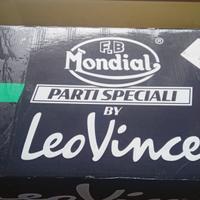 F.B
Mondial
®
PARTI SPECIALI
BY
LeoVince